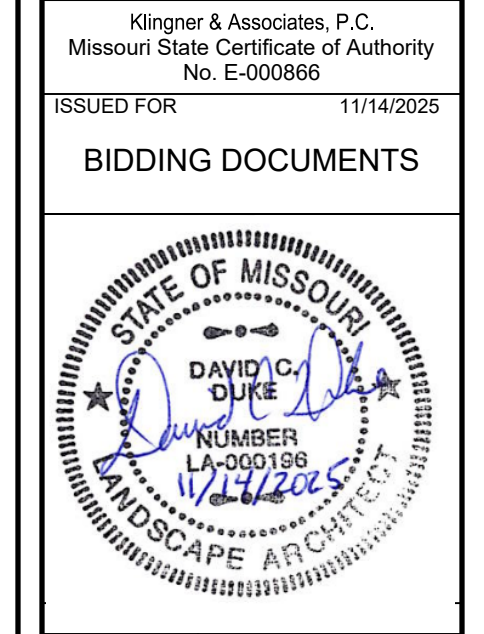 Klingner & Associates, P.C.
Missouri State Certificate of Authority
No. E-000866
ISSUED FOR 11/14/2025
BIDDING DOCUMENTS
STATE OF MISSOURI
DAVID C.
DUKE
NUMBER
LA-000196
11/14/2025
LANDSCAPE ARCHITECT